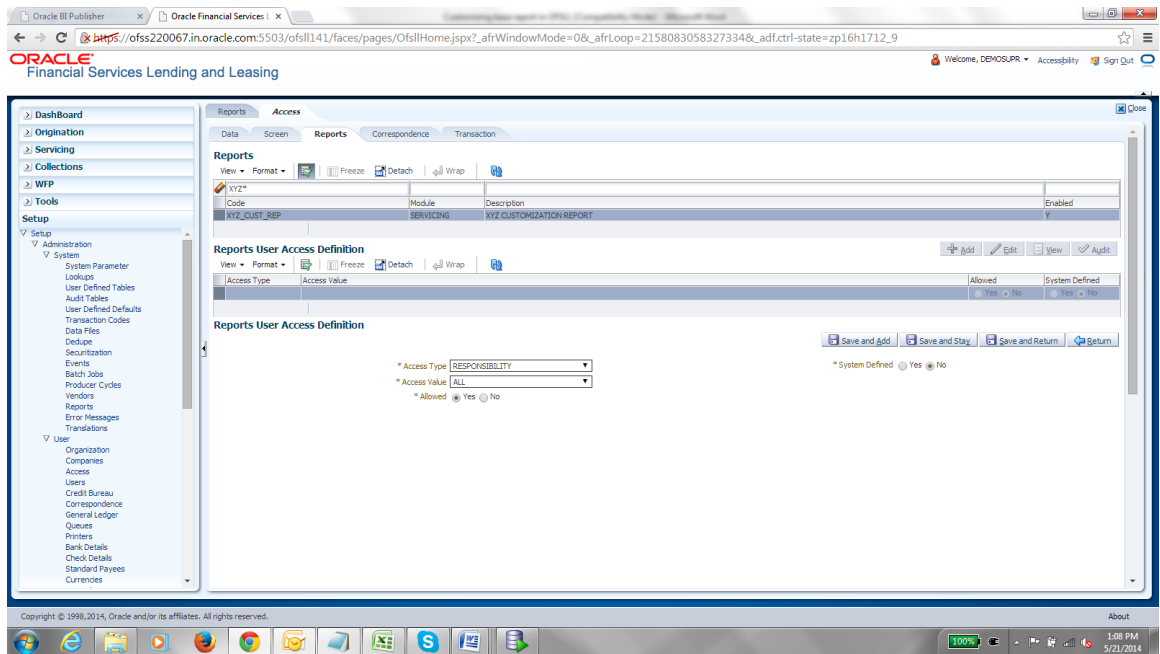 Oracle BI Publisher × Oracle Financial Services L ×
https://ofss220067.in.oracle.com:5503/ofsll141/faces/pages/OfsllHome.jspx?_afrWindowMode=0&_afrLoop=2158083058327334&_adf.ctrl-state=zp16h1712_9
ORACLE
Financial Services Lending and Leasing
Welcome, DEMOSUPR Accessibility Sign Out
DashBoard
Origination
Servicing
Collections
WFP
Tools
Setup
Setup
Administration
System
System Parameter
Lookups
User Defined Tables
Audit Tables
User Defined Defaults
Transaction Codes
Data Files
Dedupe
Securitization
Events
Batch Jobs
Producer Cycles
Vendors
Reports
Error Messages
Translations
User
Organization
Companies
Access
Users
Credit Bureau
Correspondence
General Ledger
Queues
Printers
Bank Details
Check Details
Standard Payees
Currencies
Reports Access
Close
Data Screen Reports Correspondence Transaction
Reports
View Format Freeze Detach Wrap
XYZ*
Code Module Description Enabled
XYZ_CUST_REP SERVICING XYZ CUSTOMIZATION REPORT Y
Reports User Access Definition
Add Edit View Audit
View Format Freeze Detach Wrap
Access Type Access Value Allowed System Defined
Yes No Yes No
Reports User Access Definition
Save and Add Save and Stay Save and Return Return
* Access Type RESPONSIBILITY
* System Defined Yes No
* Access Value ALL
* Allowed Yes No
Copyright © 1998,2014, Oracle and/or its affiliates. All rights reserved.
About
100%
1:08 PM
5/21/2014